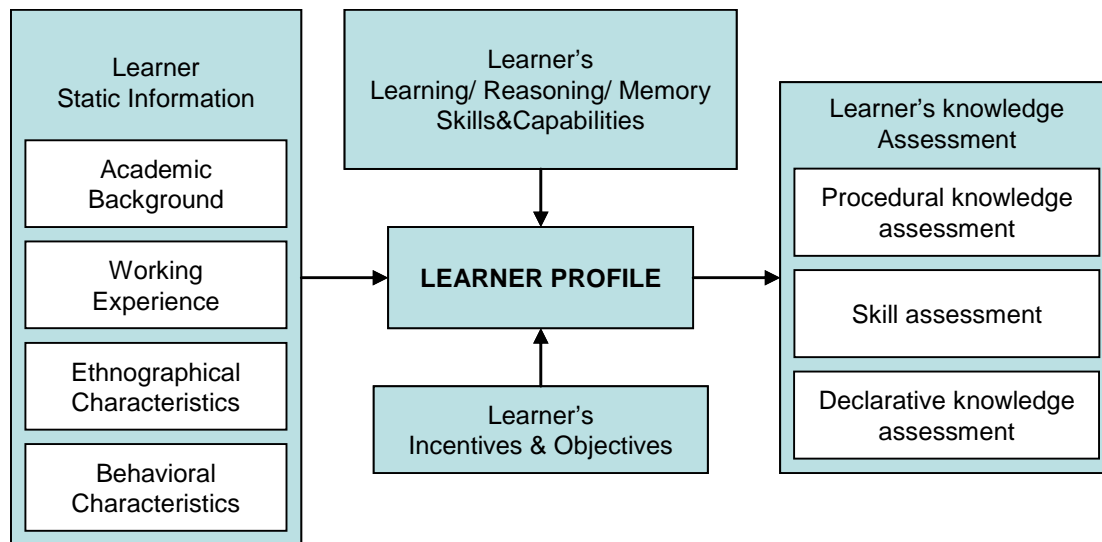 Learner
Static Information
Academic
Background
Working
Experience
Ethnographical
Characteristics
Behavioral
Characteristics
Learner’s
Learning/ Reasoning/ Memory
Skills&Capabilities
LEARNER PROFILE
Learner’s
Incentives & Objectives
Learner’s knowledge
Assessment
Procedural knowledge
assessment
Skill assessment
Declarative knowledge
assessment